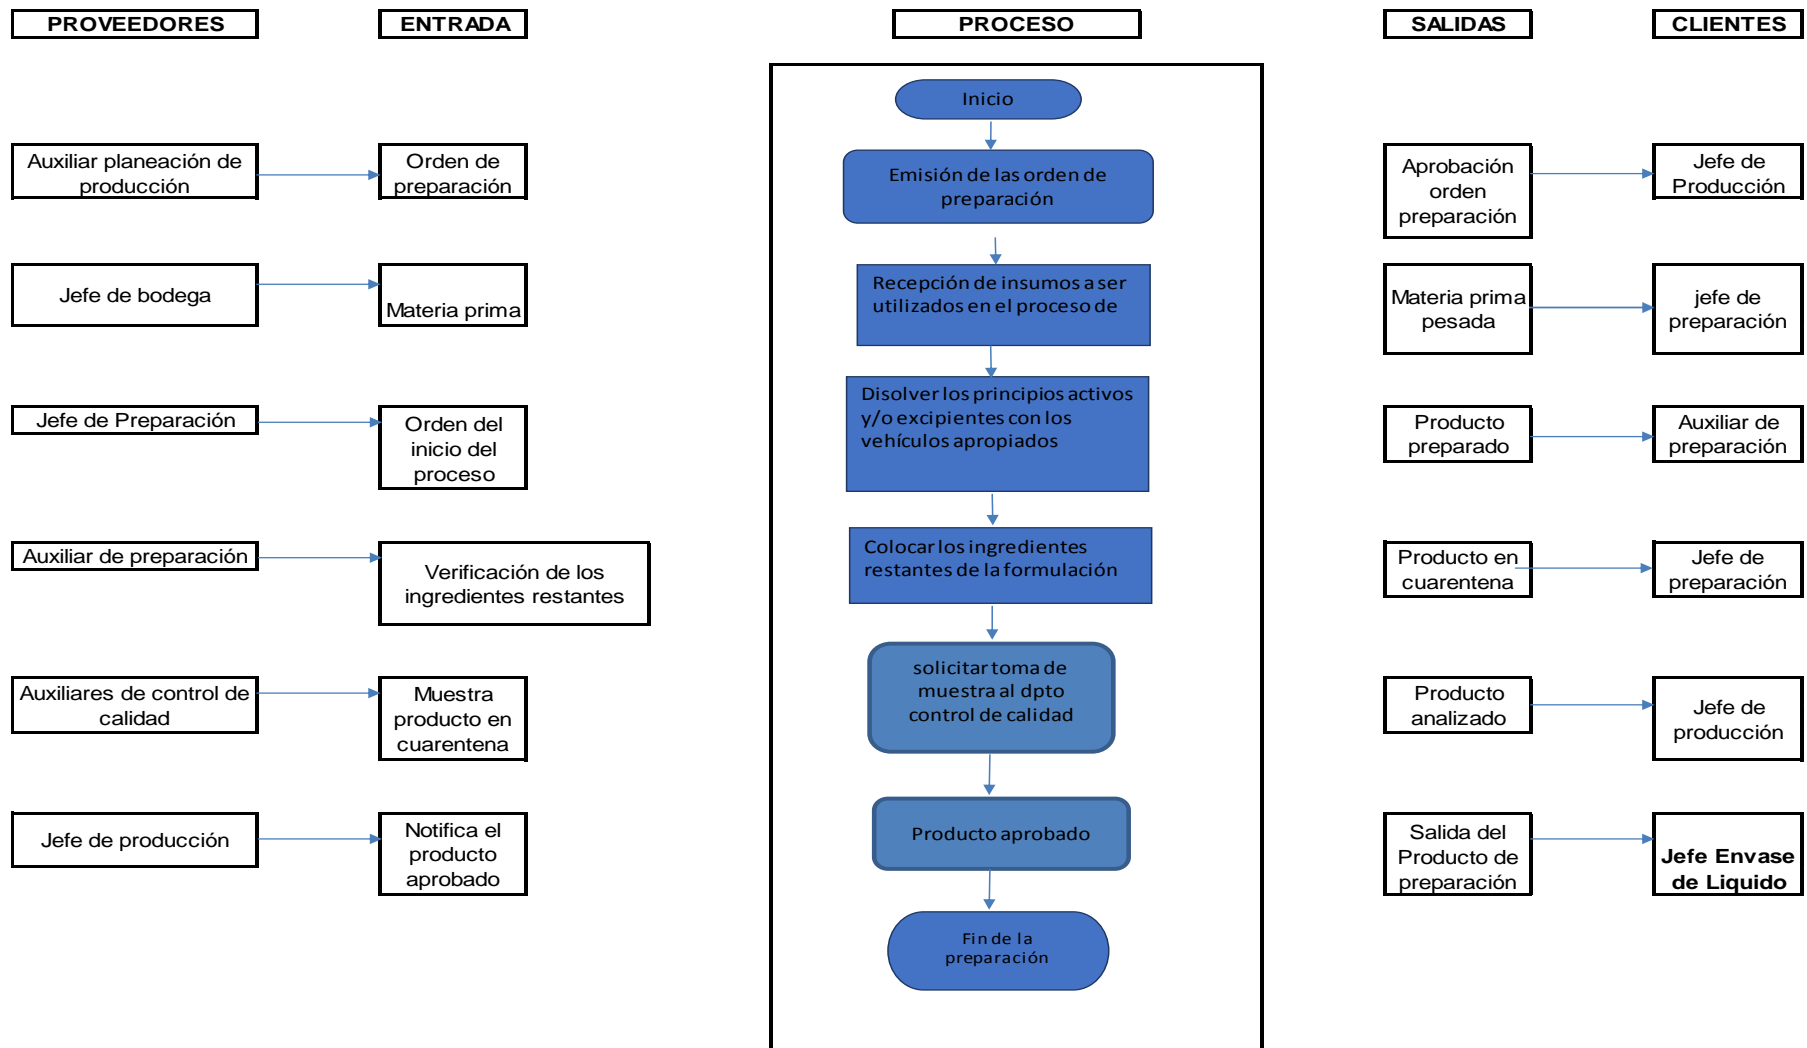 PROVEEDORES
ENTRADA
PROCESO
SALIDAS
CLIENTES
Inicio
Auxiliar planeación de
producción
Orden de
preparación
Emisión de las orden de
preparación
Aprobación
orden
preparación
Jefe de
Producción
Jefe de bodega
Materia prima
Recepción de insumos a ser
utilizados en el proceso de
Materia prima
pesada
jefe de
preparación
Jefe de Preparación
Orden del
inicio del
proceso
Disolver los principios activos
y/o excipientes con los
vehículos apropiados
Producto
preparado
Auxiliar de
preparación
Auxiliar de preparación
Verificación de los
ingredientes restantes
Colocar los ingredientes
restantes de la formulación
Producto en
cuarentena
Jefe de
preparación
Auxiliares de control de
calidad
Muestra
producto en
cuarentena
solicitar toma de
muestra al dpto
control de calidad
Producto
analizado
Jefe de
producción
Jefe de producción
Notifica el
producto
aprobado
Producto aprobado
Salida del
Producto de
preparación
Jefe Envase
de Liquido
Fin de la
preparación